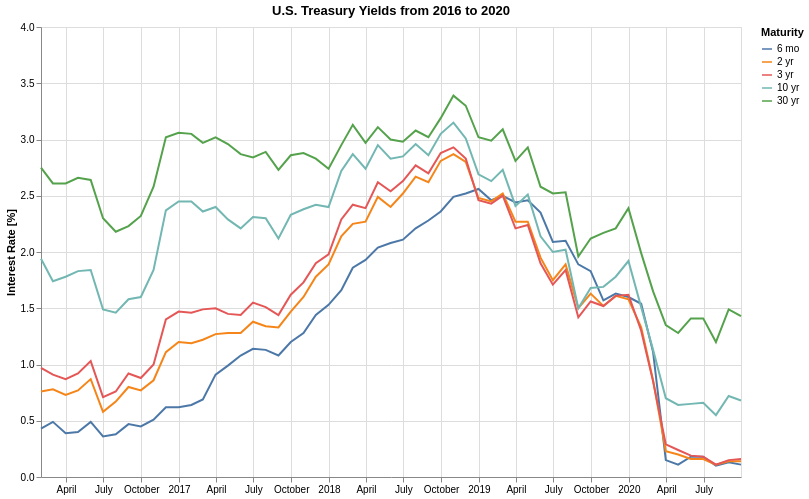 U.S. Treasury Yields from 2016 to 2020
Interest Rate [%]
4.0
3.5
3.0
2.5
2.0
1.5
1.0
0.5
0.0
April July October 2017 April July October 2018 April July October 2019 April July October 2020 April July
Maturity
6 mo
2 yr
3 yr
10 yr
30 yr